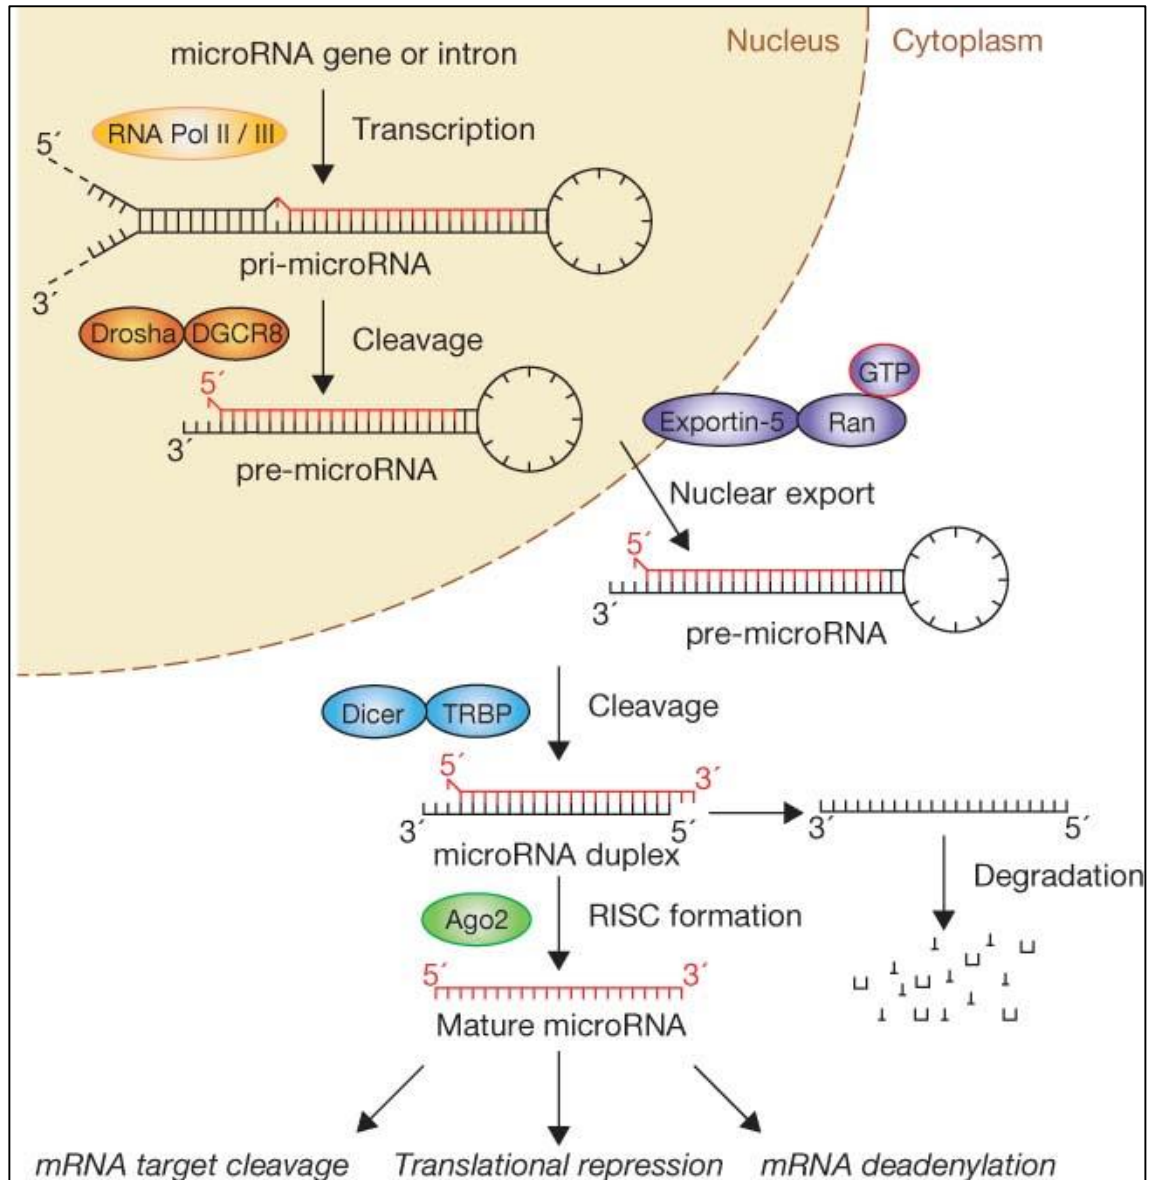 Nucleus
Cytoplasm
microRNA gene or intron
RNA Pol II / III
Transcription
5´
3´
pri-microRNA
Drosha
DGCR8
Cleavage
5´
3´
pre-microRNA
GTP
Exportin-5
Ran
Nuclear export
5´
3´
pre-microRNA
Dicer
TRBP
Cleavage
5´
3´
3´
5´
microRNA duplex
3´
5´
Degradation
Ago2
RISC formation
5´
3´
Mature microRNA
mRNA target cleavage
Translational repression
mRNA deadenylation